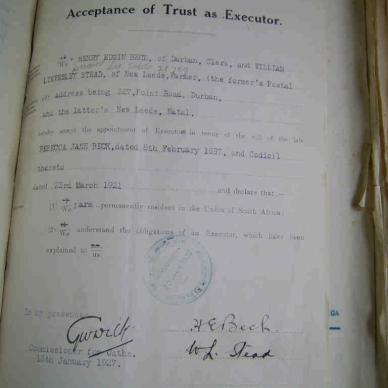 Acceptance of Trust as Executor.
We HENRY EDWIN BECK, of Durban, Clerk, and WILLIAM
STEAD, of New Leeds, Farmer, (the former's Postal
Address being 327, Point Road, Durban,
and the latter's New Leeds, Natal.
hereby accept the appointment of Executors in terms of the will of the late
REBECCA JANE BECK, dated 6th February 1897, and Codicil
thereto
dated 23rd March 1921 and declare that:—
(1) We are permanently resident in the Union of South Africa;
(2) We understand the obligations of an Executor, which have been
explained to us
In my presence
H E Beck.
W. L. Stead
Commissioner for Oaths.
January 1927.
GA